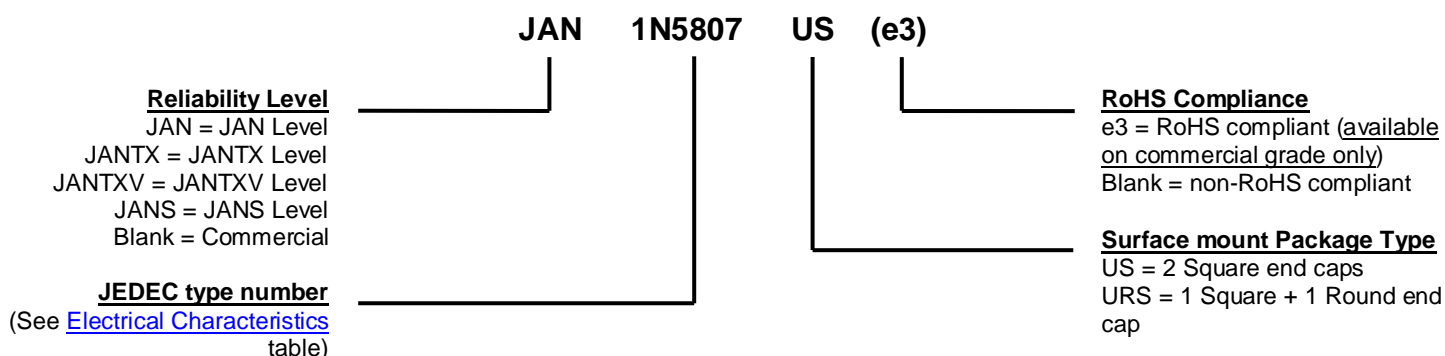 JAN 1N5807 US (e3)
Reliability Level
JAN = JAN Level
JANTX = JANTX Level
JANTXV = JANTXV Level
JANS = JANS Level
Blank = Commercial
JEDEC type number
(See Electrical Characteristics
table)
RoHS Compliance
e3 = RoHS compliant (available
on commercial grade only)
Blank = non-RoHS compliant
Surface mount Package Type
US = 2 Square end caps
URS = 1 Square + 1 Round end
cap